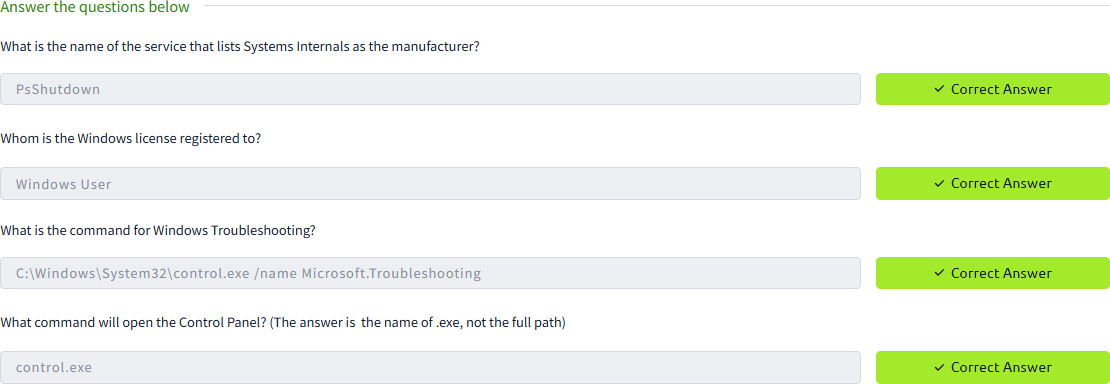 Answer the questions below
What is the name of the service that lists Systems Internals as the manufacturer?
PsShutdown
✓ Correct Answer
Whom is the Windows license registered to?
Windows User
✓ Correct Answer
What is the command for Windows Troubleshooting?
C:\Windows\System32\control.exe /name Microsoft.Troubleshooting
✓ Correct Answer
What command will open the Control Panel? (The answer is the name of .exe, not the full path)
control.exe
✓ Correct Answer